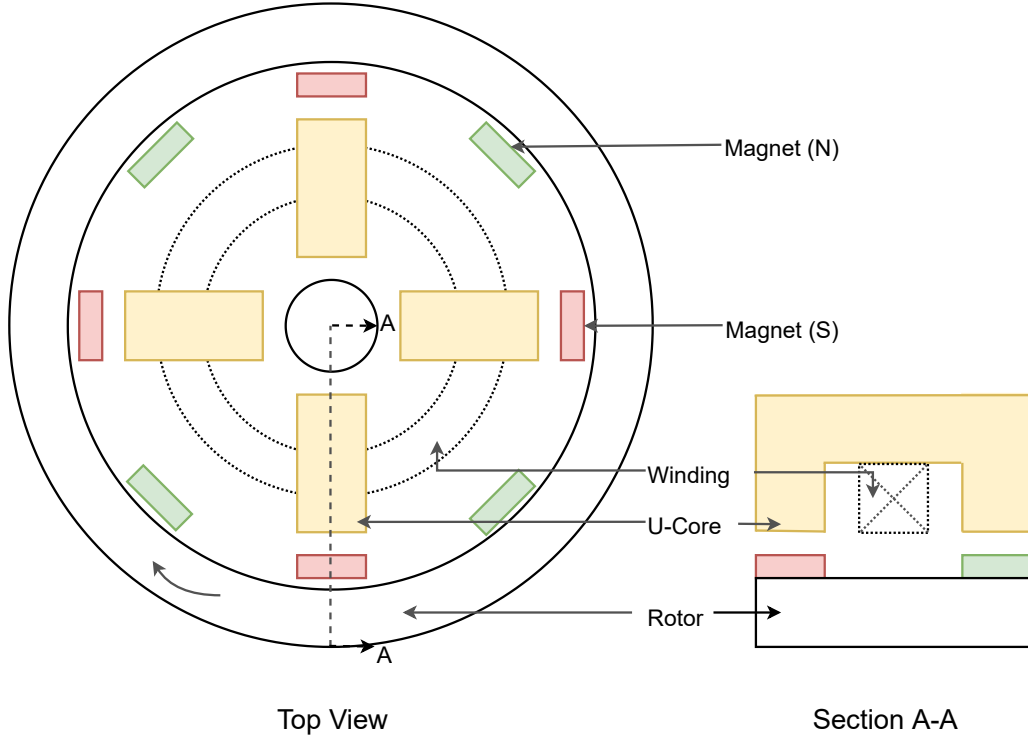 Magnet (N)
A
Magnet (S)
Winding
U-Core
Rotor
A
Top View
Section A-A